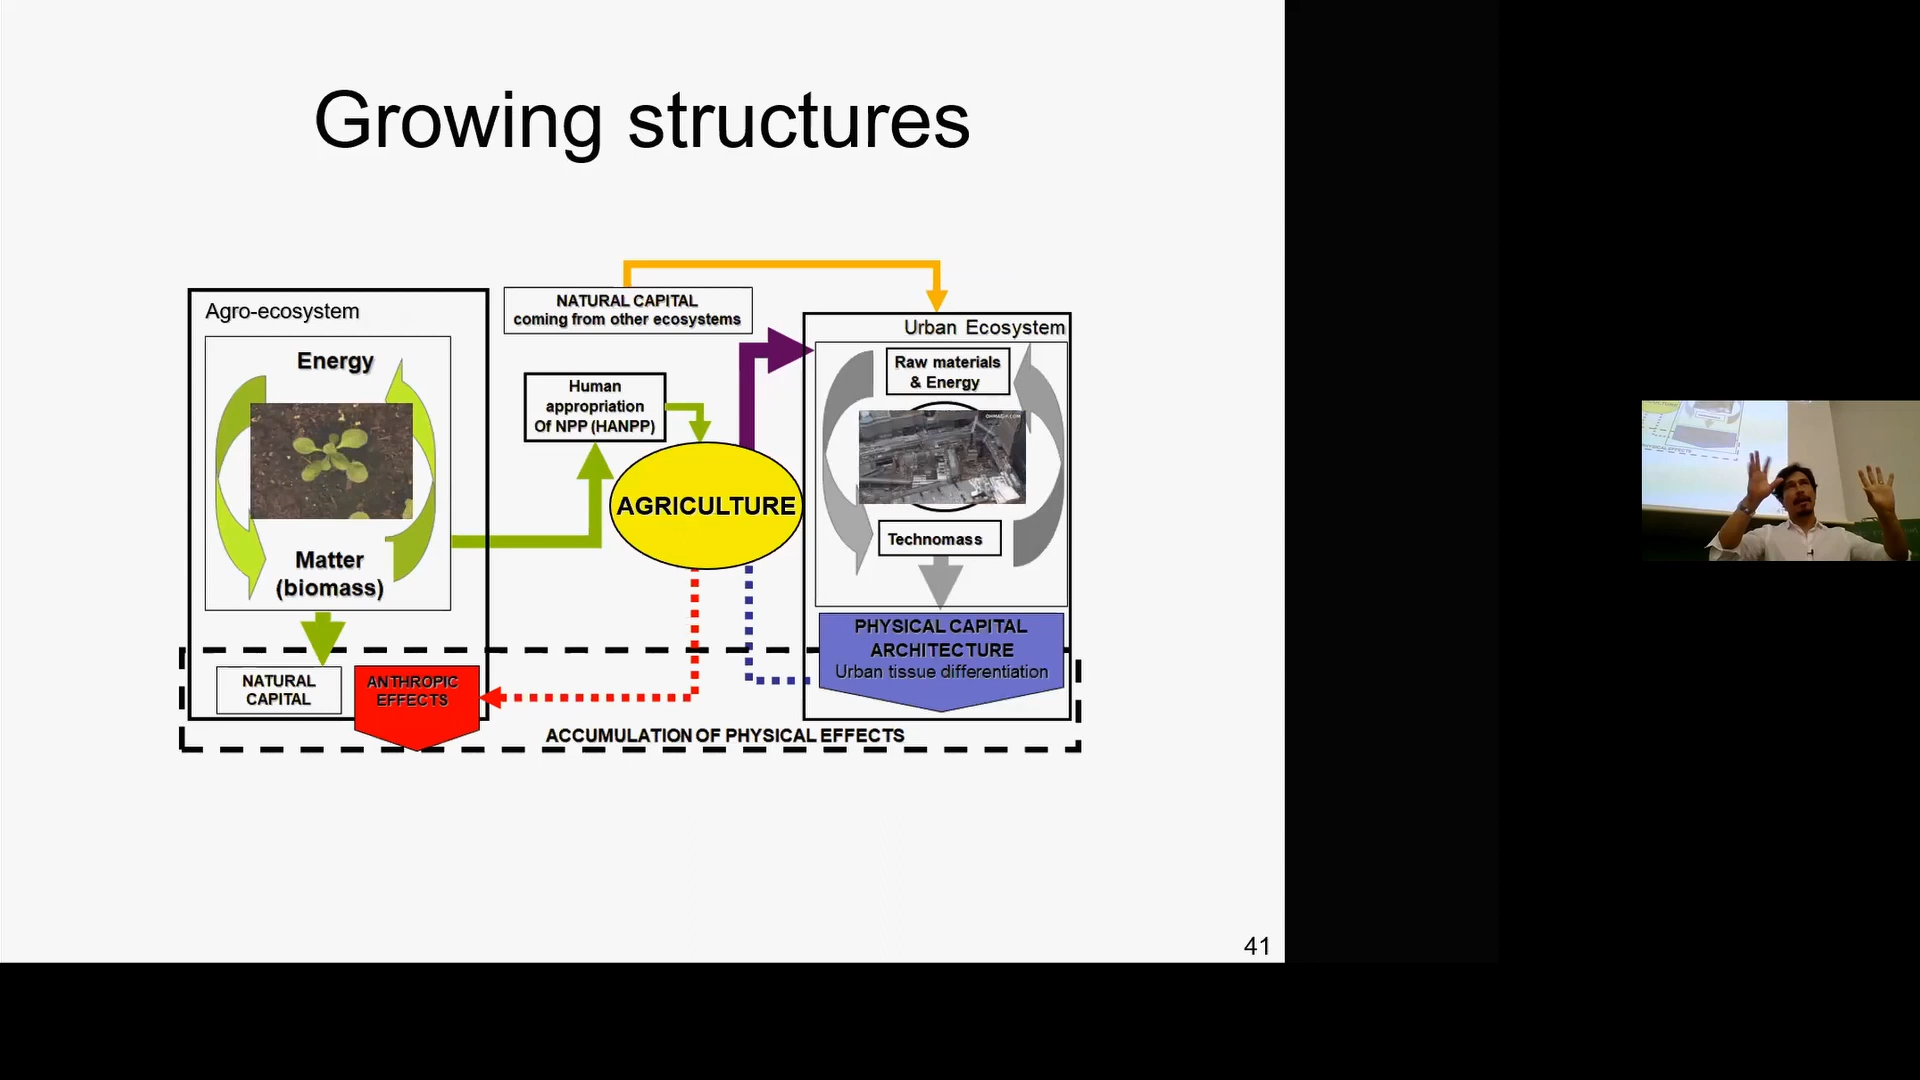 Growing structures
Agro-ecosystem
Energy
Matter
(biomass)
NATURAL
CAPITAL
ANTHROPIC
EFFECTS
NATURAL CAPITAL
coming from other ecosystems
Human
appropriation
Of NPP (HANPP)
AGRICULTURE
Urban Ecosystem
Raw materials
& Energy
Technomass
PHYSICAL CAPITAL
ARCHITECTURE
Urban tissue differentiation
ACCUMULATION OF PHYSICAL EFFECTS
41